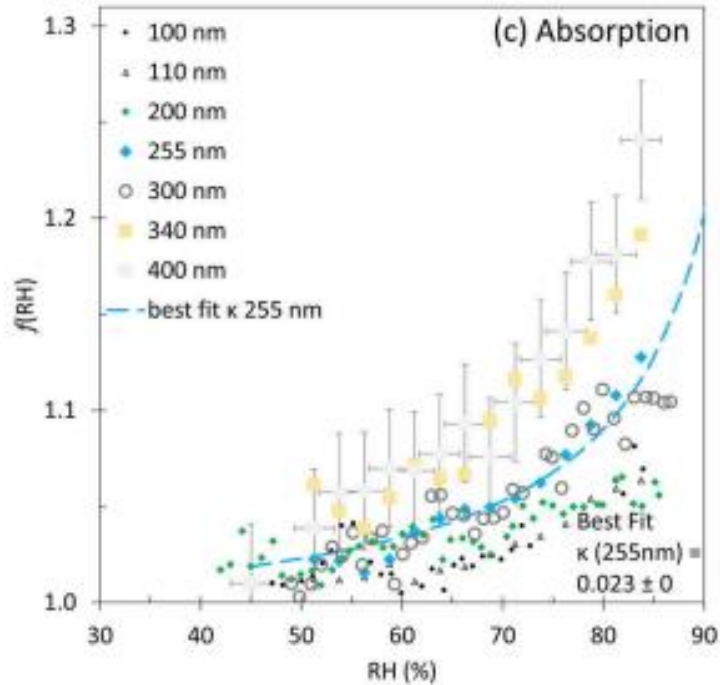 (c) Absorption
100 nm
110 nm
200 nm
255 nm
300 nm
340 nm
400 nm
best fit κ 255 nm
1.3
1.2
1.1
1.0
f(RH)
30
40
50
60
70
80
90
RH (%)
Best Fit
κ (255nm) =
0.023 ± 0